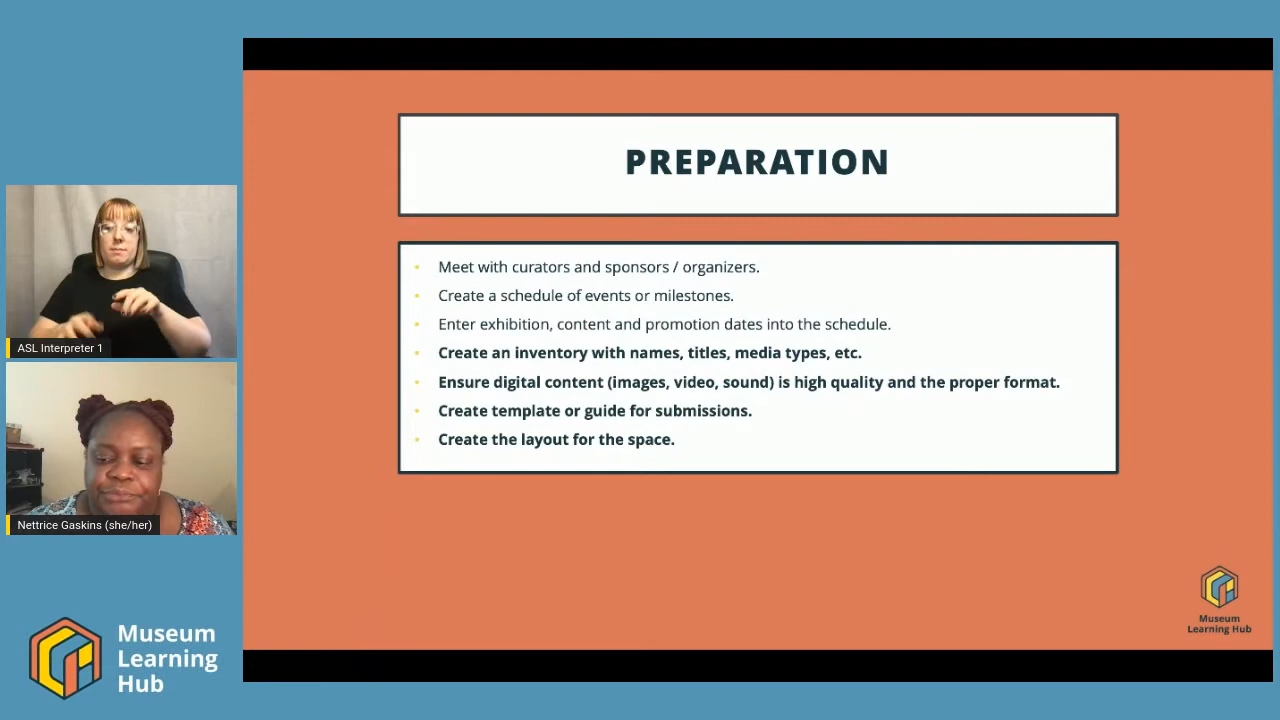 PREPARATION
• Meet with curators and sponsors / organizers.
• Create a schedule of events or milestones.
• Enter exhibition, content and promotion dates into the schedule.
• Create an inventory with names, titles, media types, etc.
• Ensure digital content (images, video, sound) is high quality and the proper format.
• Create template or guide for submissions.
• Create the layout for the space.
ASL Interpreter 1
Nettrice Gaskins (she/her)
Museum
Learning
Hub
Museum
Learning Hub